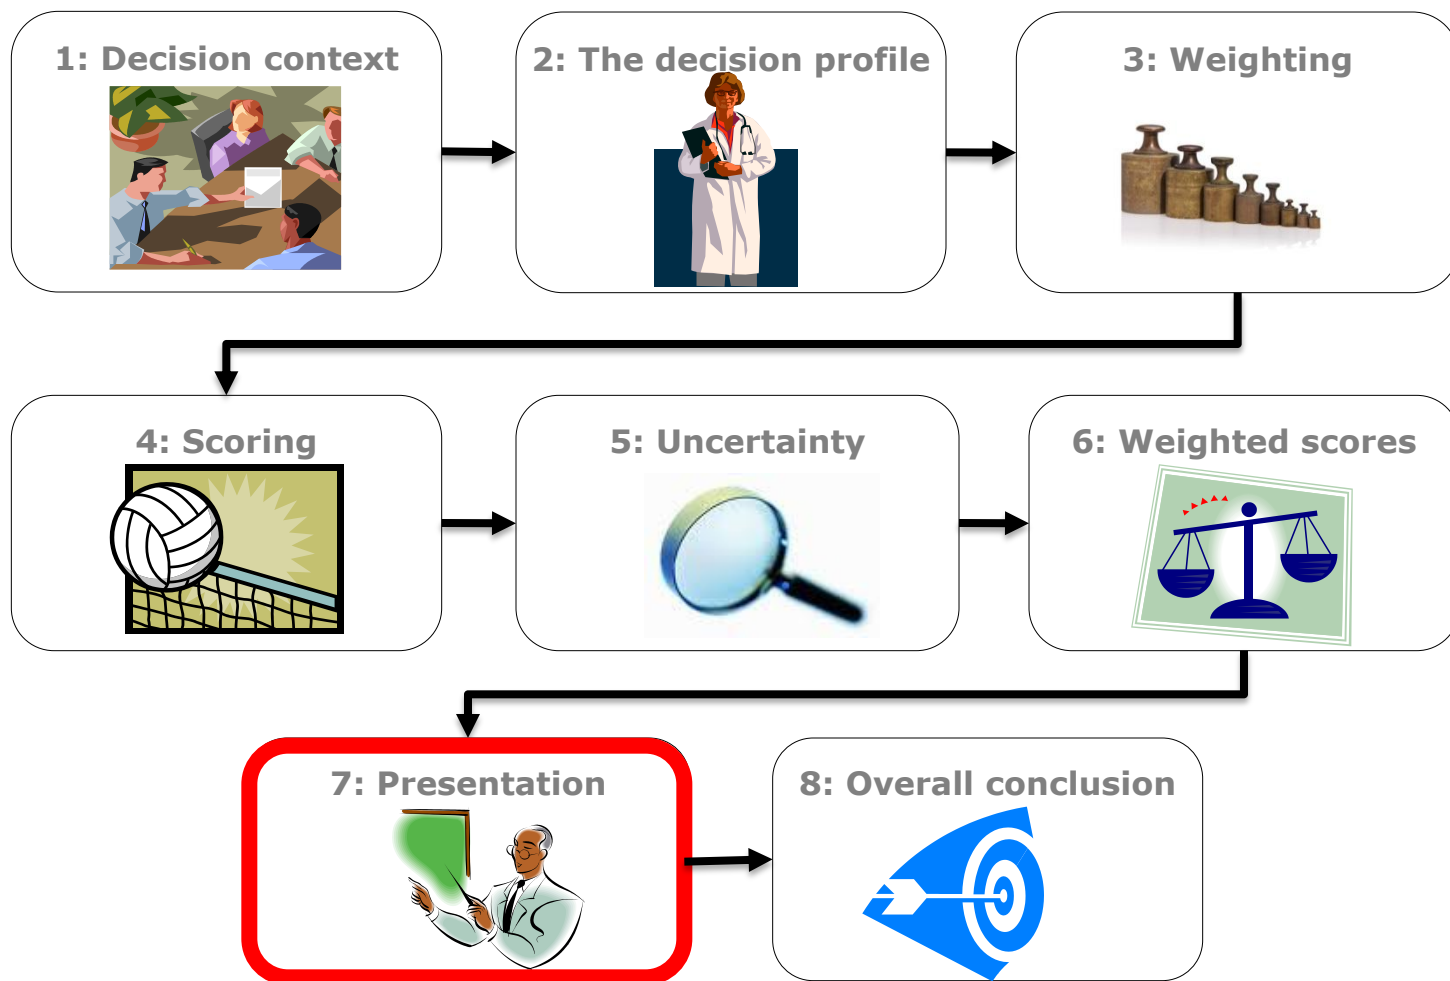 1: Decision context
2: The decision profile
3: Weighting
4: Scoring
5: Uncertainty
6: Weighted scores
7: Presentation
8: Overall conclusion